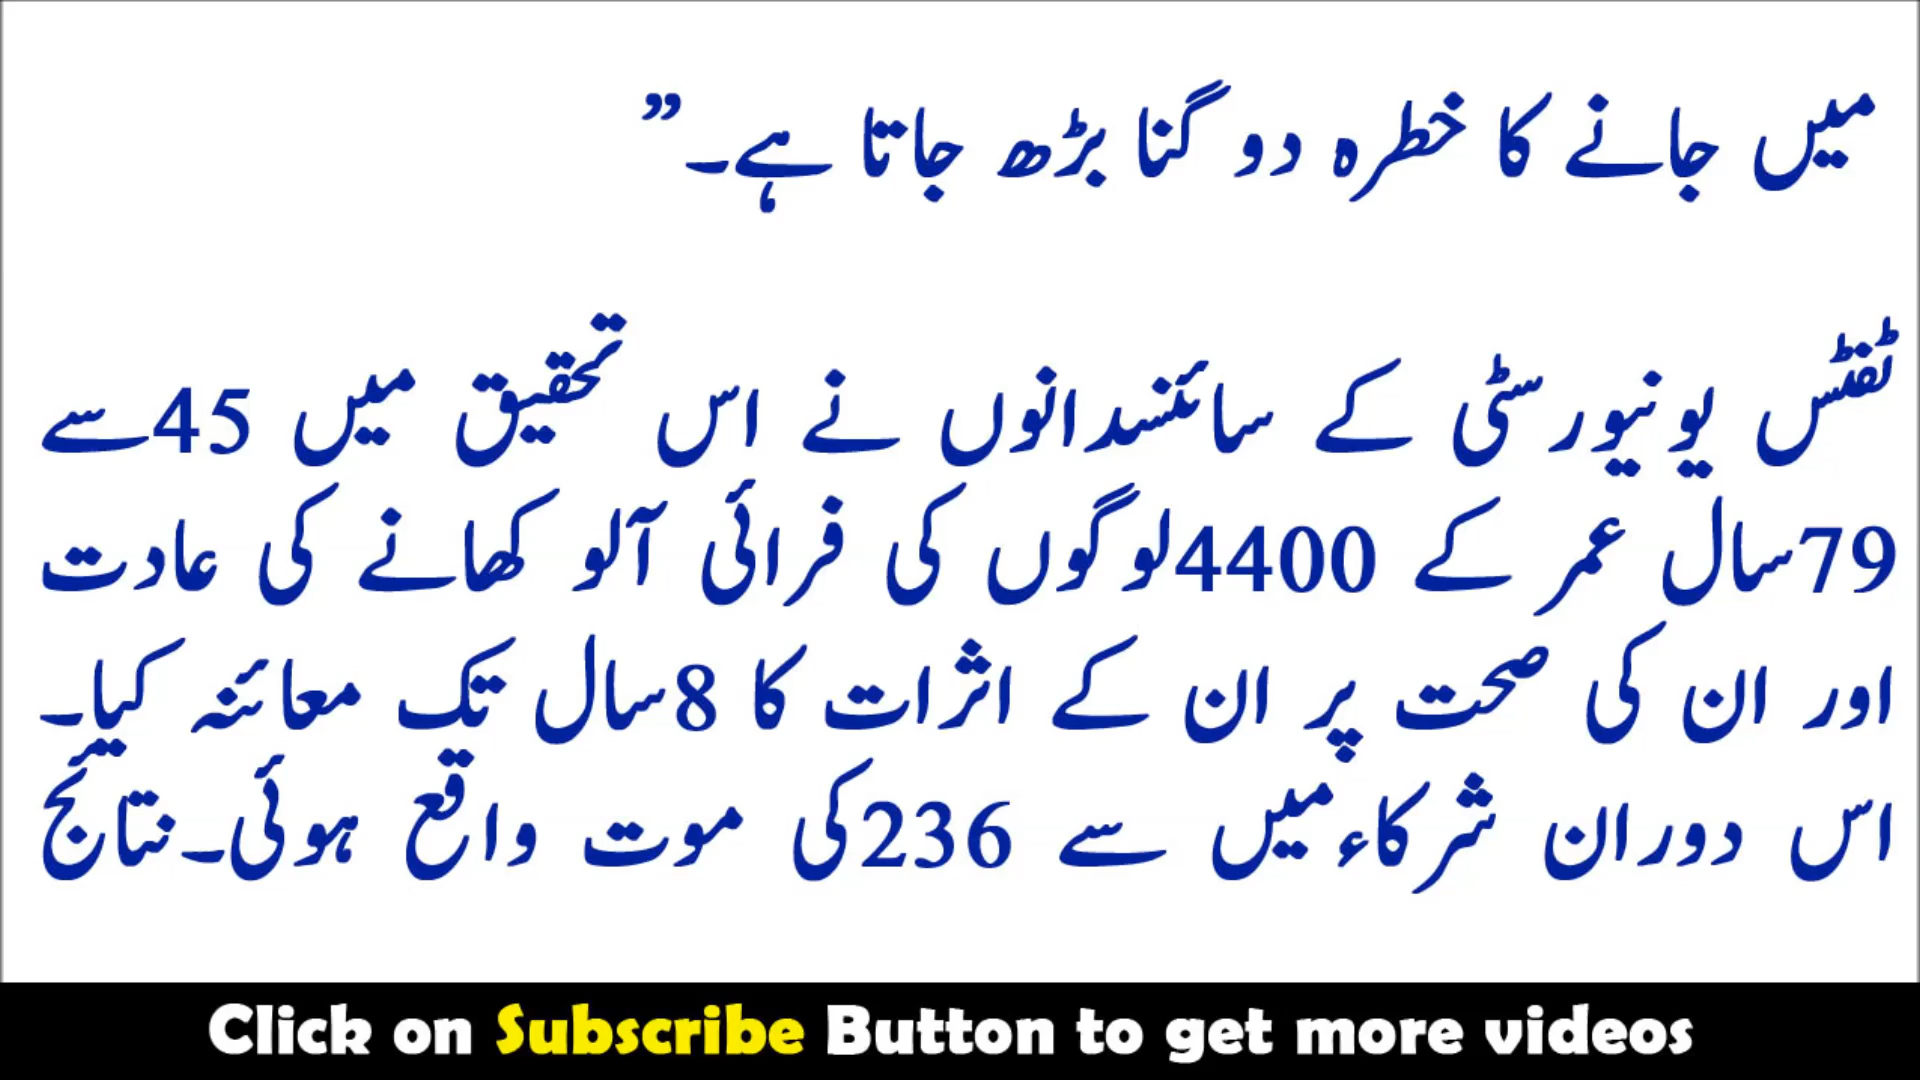 میں جانے کا خطرہ دو گنا بڑھ جاتا ہے۔”
ٹفٹس یونیورسٹی کے سائنسدانوں نے اس تحقیق میں 45سے
79سال عمر کے 4400لوگوں کی فرائی آلو کھانے کی عادت
اور ان کی صحت پر ان کے اثرات کا 8سال تک معائنہ کیا۔
اس دوران شرکاءمیں سے 236کی موت واقع ہوئی۔نتائج
Click on Subscribe Button to get more videos